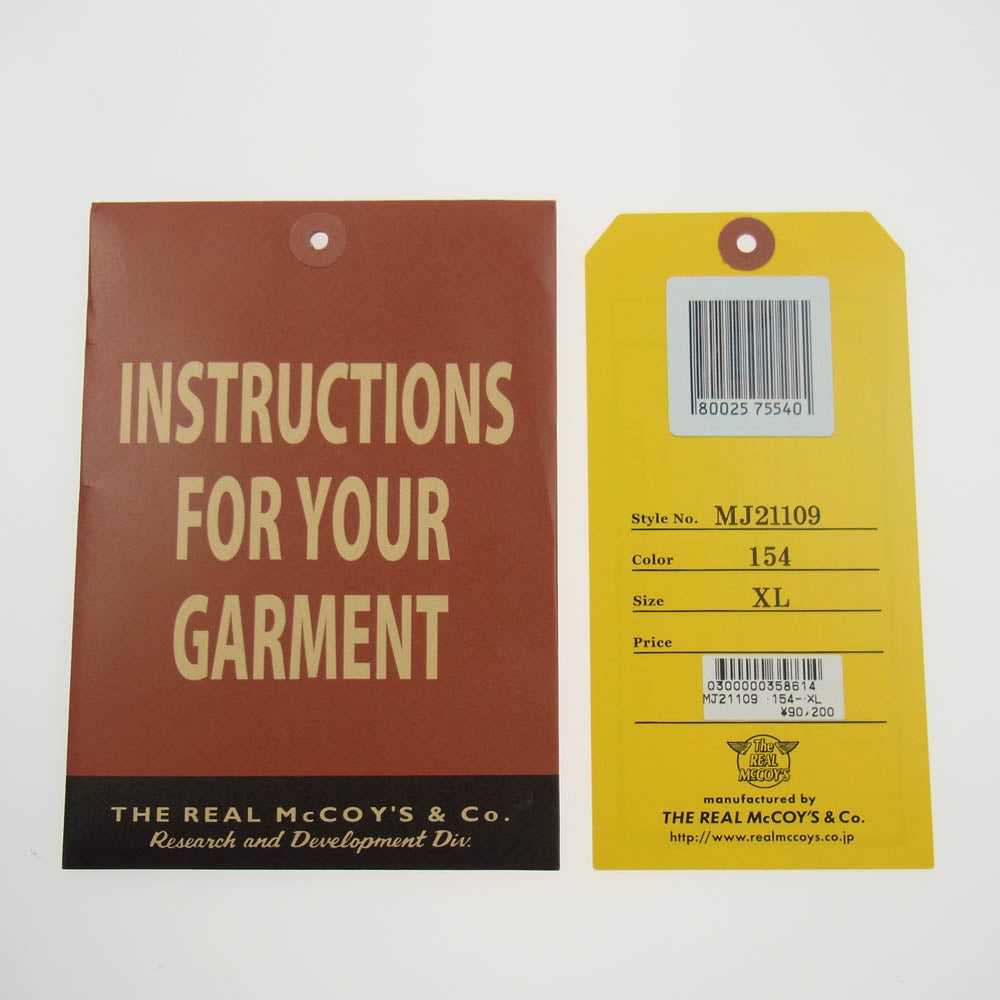 INSTRUCTIONS
FOR YOUR
GARMENT
THE REAL McCOY'S & Co.
Research and Development Div.
80025 75540
Style No. MJ21109
Color 154
Size XL
Price
0300000358614
MJ21109 154- XL
¥90,200
The
REAL
McCOY'S
manufactured by
THE REAL McCOY'S & Co.
http://www.realmccoys.co.jp